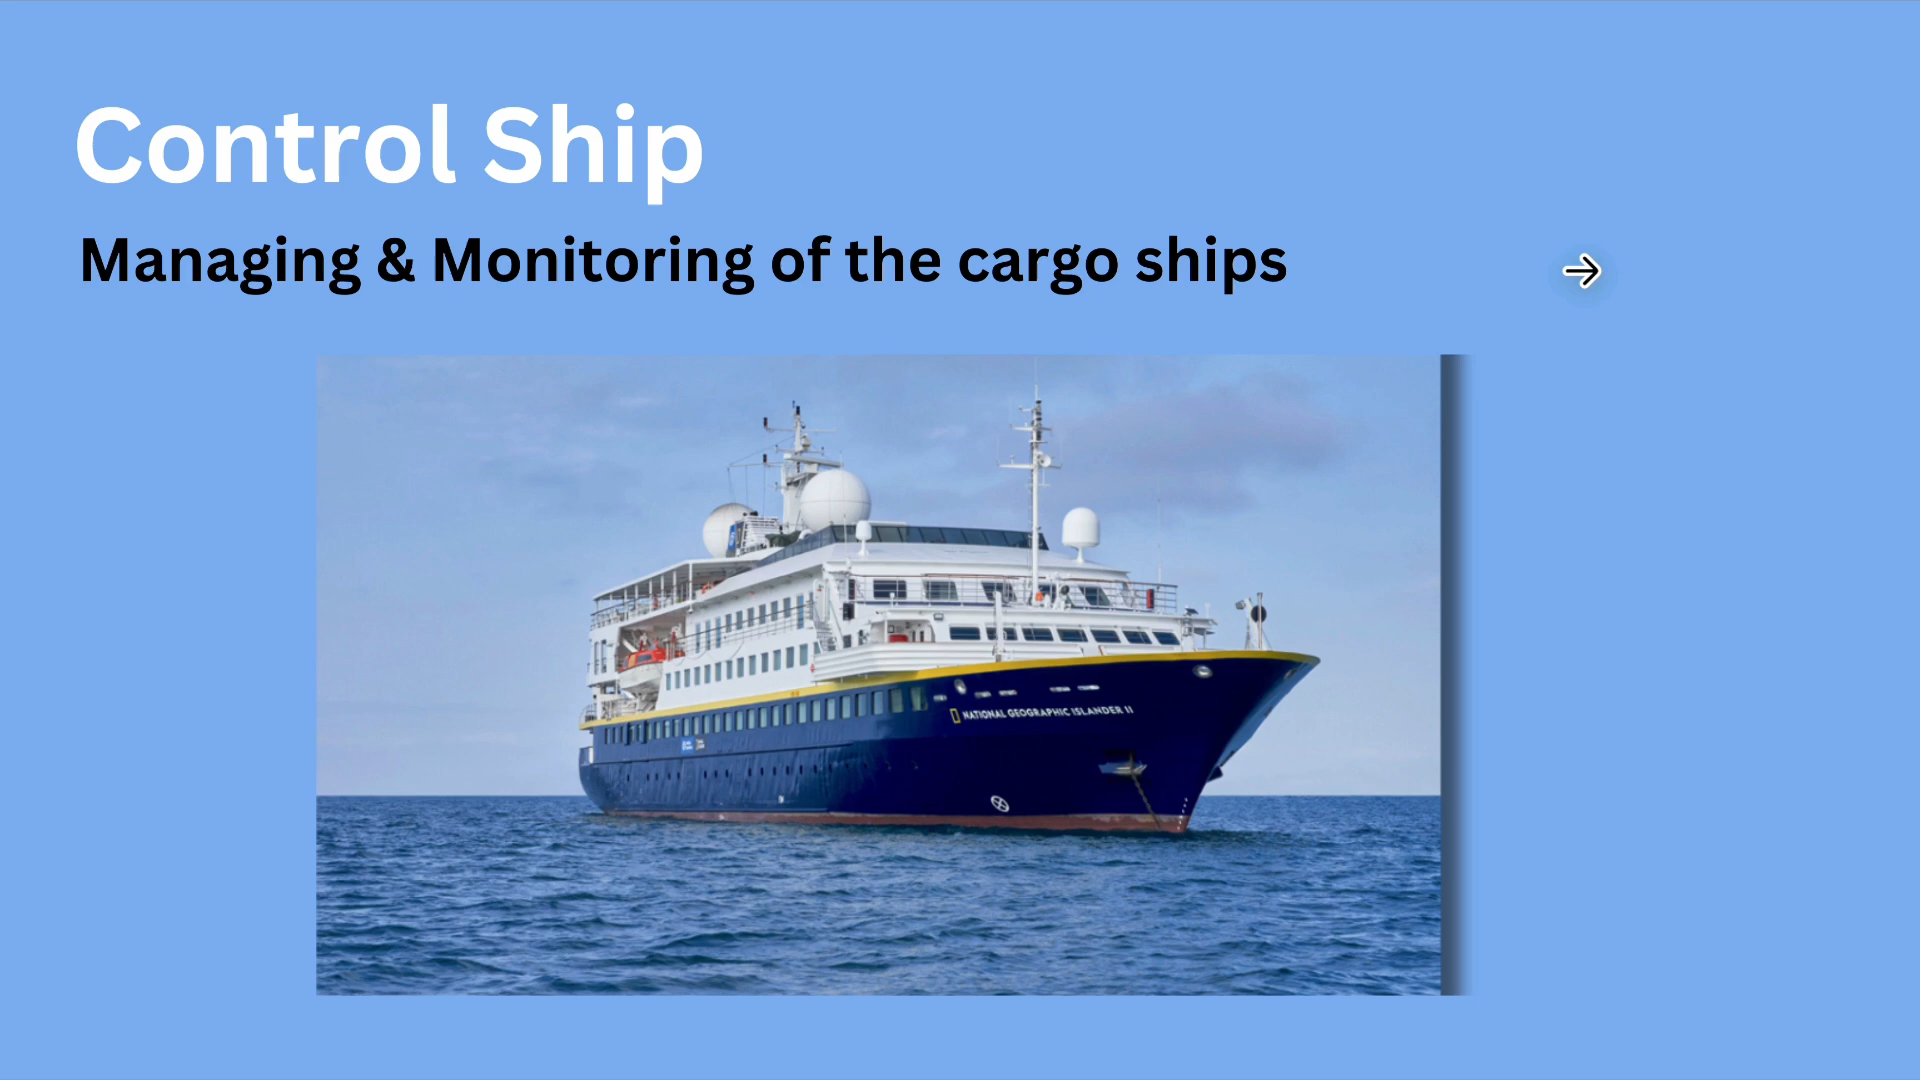 Control Ship
Managing & Monitoring of the cargo ships
NATIONAL GEOGRAPHIC ISLANDER II